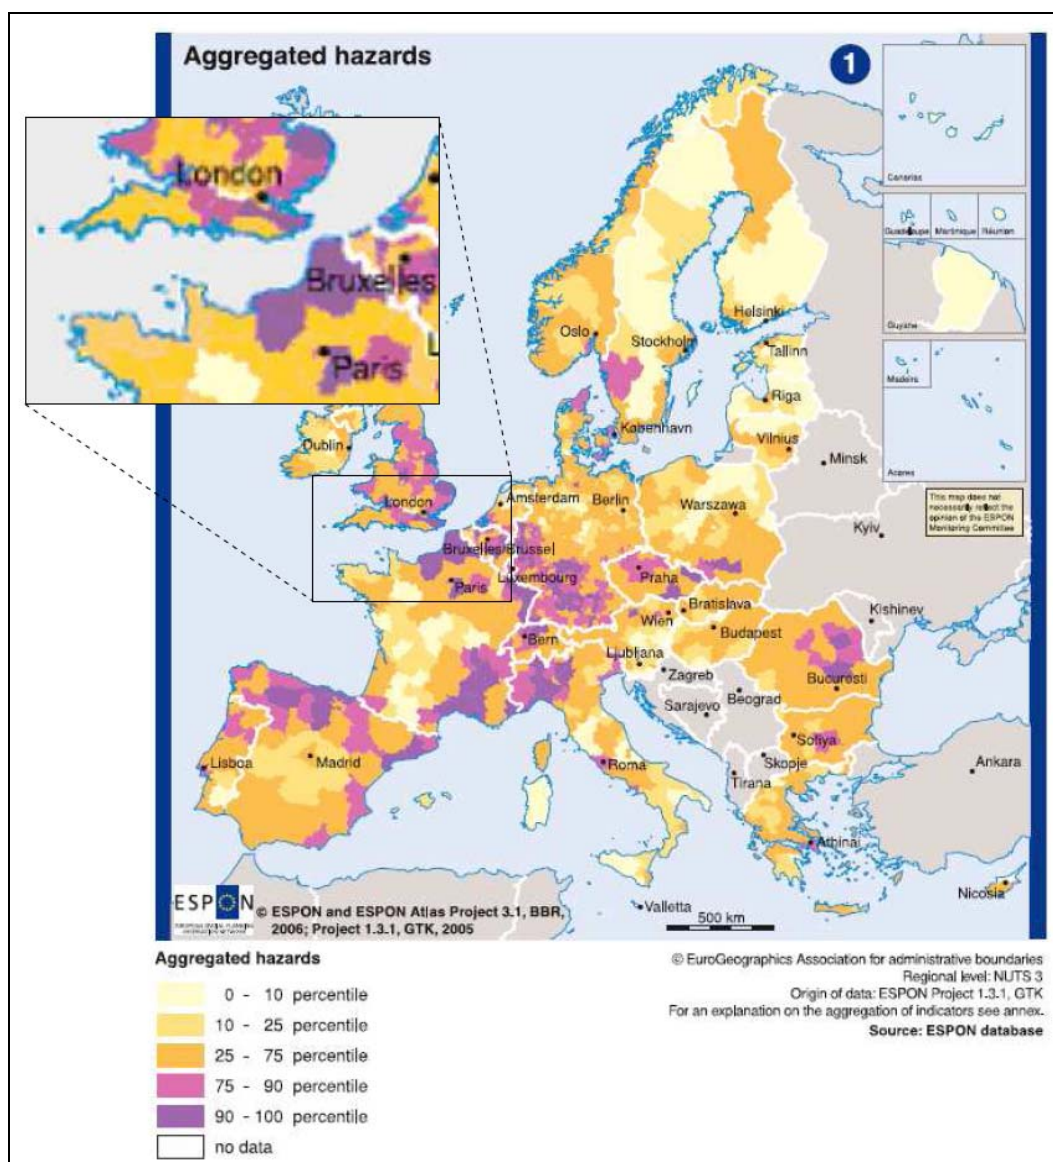 Aggregated hazards
1
London
Bruxelles
Paris
Canarias
Guadeloupe
Martinique
Réunion
Guyane
Madeira
Acores
This map does not
necessarily reflect the
opinion of the ESPON
Monitoring Committee
Helsinki
Oslo
Stockholm
Tallinn
Riga
København
Vilnius
Minsk
Dublin
London
Amsterdam
Berlin
Warszawa
Kyiv
Bruxelles/Brussel
Luxembourg
Paris
Praha
Kishinev
Wien
Bratislava
Bern
Budapest
Ljubljana
Zagreb
Bucuresti
Beograd
Sarajevo
Sofiya
Lisboa
Madrid
Roma
Skopje
Tirana
Ankara
Athinai
Nicosia
Valletta
500 km
ESPON
© ESPON and ESPON Atlas Project 3.1, BBR,
2006; Project 1.3.1, GTK, 2005
Aggregated hazards
0 - 10 percentile
10 - 25 percentile
25 - 75 percentile
75 - 90 percentile
90 - 100 percentile
no data
© EuroGeographics Association for administrative boundaries
Regional level: NUTS 3
Origin of data: ESPON Project 1.3.1, GTK
For an explanation on the aggregation of indicators see annex.
Source: ESPON database